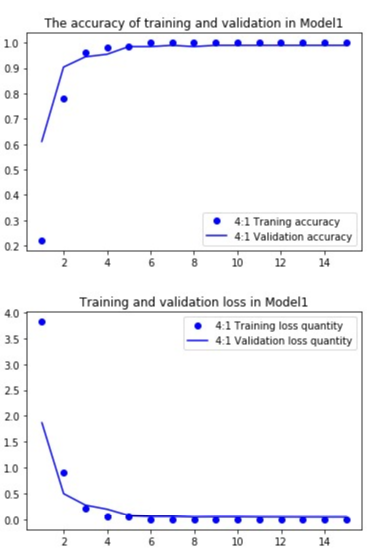 The accuracy of training and validation in Model1
1.0
0.9
0.8
0.7
0.6
0.5
0.4
0.3
0.2
4:1 Traning accuracy
4:1 Validation accuracy
2 4 6 8 10 12 14
Training and validation loss in Model1
4.0
3.5
3.0
2.5
2.0
1.5
1.0
0.5
0.0
4:1 Training loss quantity
4:1 Validation loss quantity
2 4 6 8 10 12 14